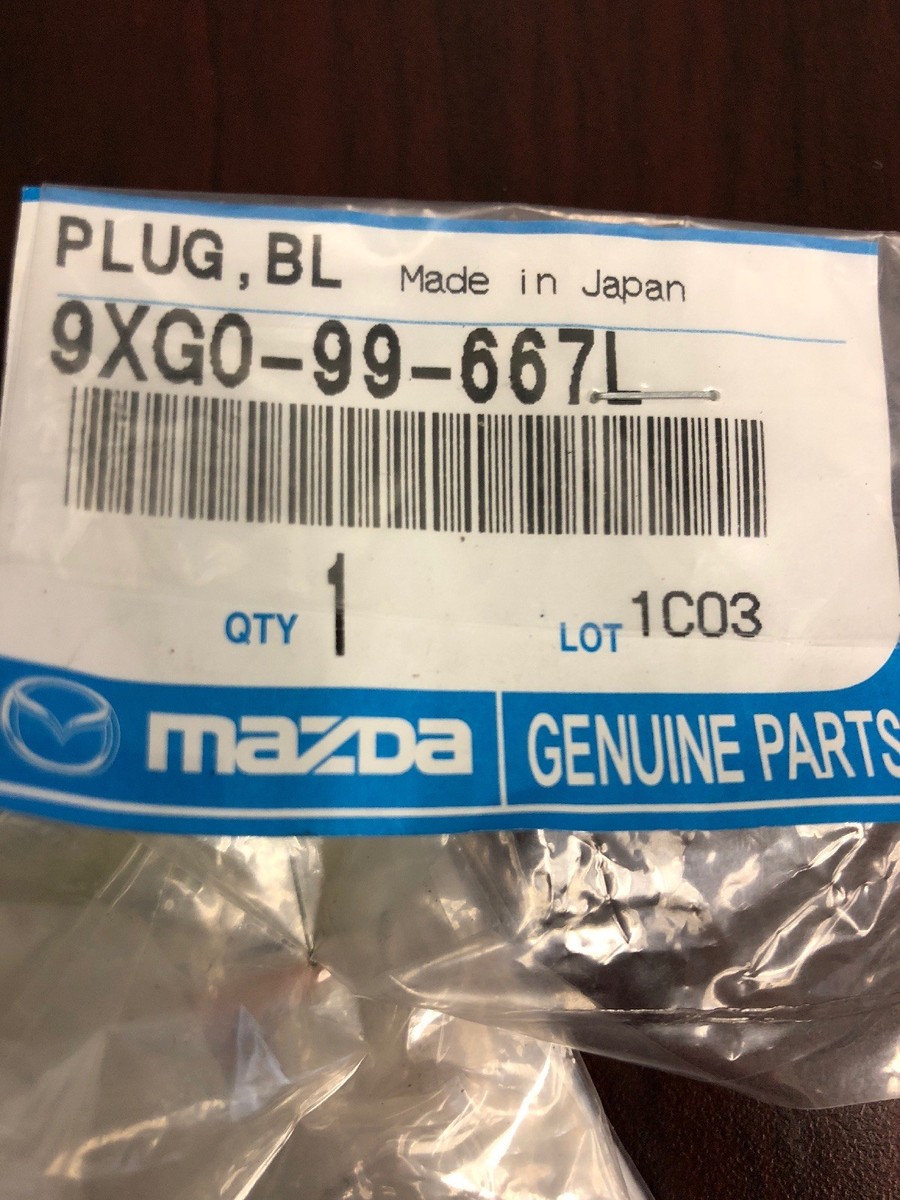 PLUG,BL Made in Japan
9XG0-99-667L
QTY 1 LOT 1C03
mazda GENUINE PARTS